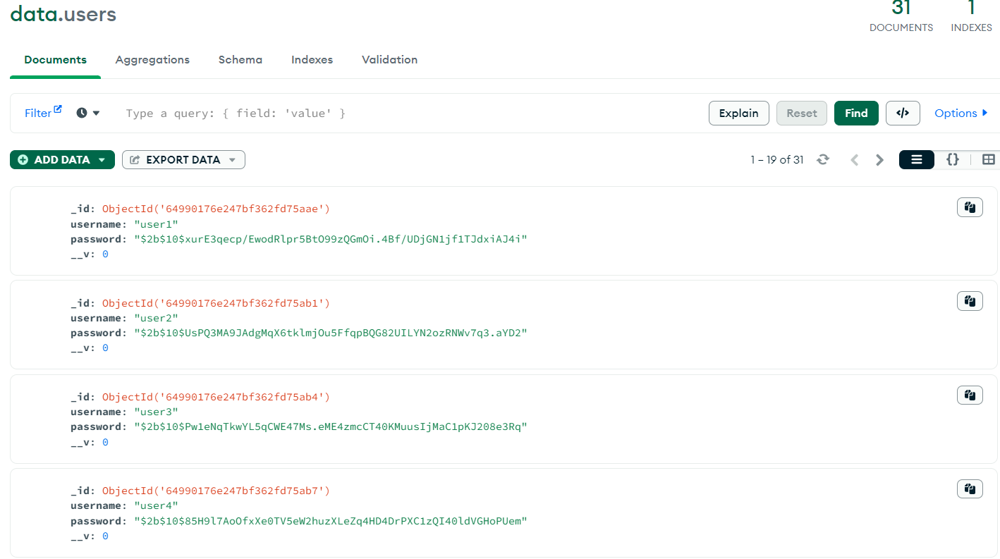 data.users
31 1
DOCUMENTS INDEXES
Documents Aggregations Schema Indexes Validation
Filter Type a query: { field: 'value' } Explain Reset Find </> Options
ADD DATA EXPORT DATA 1 – 19 of 31 {}
_id: ObjectId('64990176e247bf362fd75aae')
username: "user1"
password: "$2b$10$xurE3qecp/EwodRlpr5BtO99zQGmOi.4Bf/UDjGN1jf1TJdxiAJ4i"
__v: 0
_id: ObjectId('64990176e247bf362fd75ab1')
username: "user2"
password: "$2b$10$UsPQ3MA9JAdgMqX6tklmjOu5FfqpBQG82UILYN2ozRNWv7q3.aYD2"
__v: 0
_id: ObjectId('64990176e247bf362fd75ab4')
username: "user3"
password: "$2b$10$Pw1eNqTkwYL5qCWE47Ms.eME4zmcCT40KMuusIjMaC1pKJ208e3Rq"
__v: 0
_id: ObjectId('64990176e247bf362fd75ab7')
username: "user4"
password: "$2b$10$85H9l7AoOfxXe0TV5eW2huzXLeZq4HD4DrPXC1zQI40ldVGHoPUem"
__v: 0